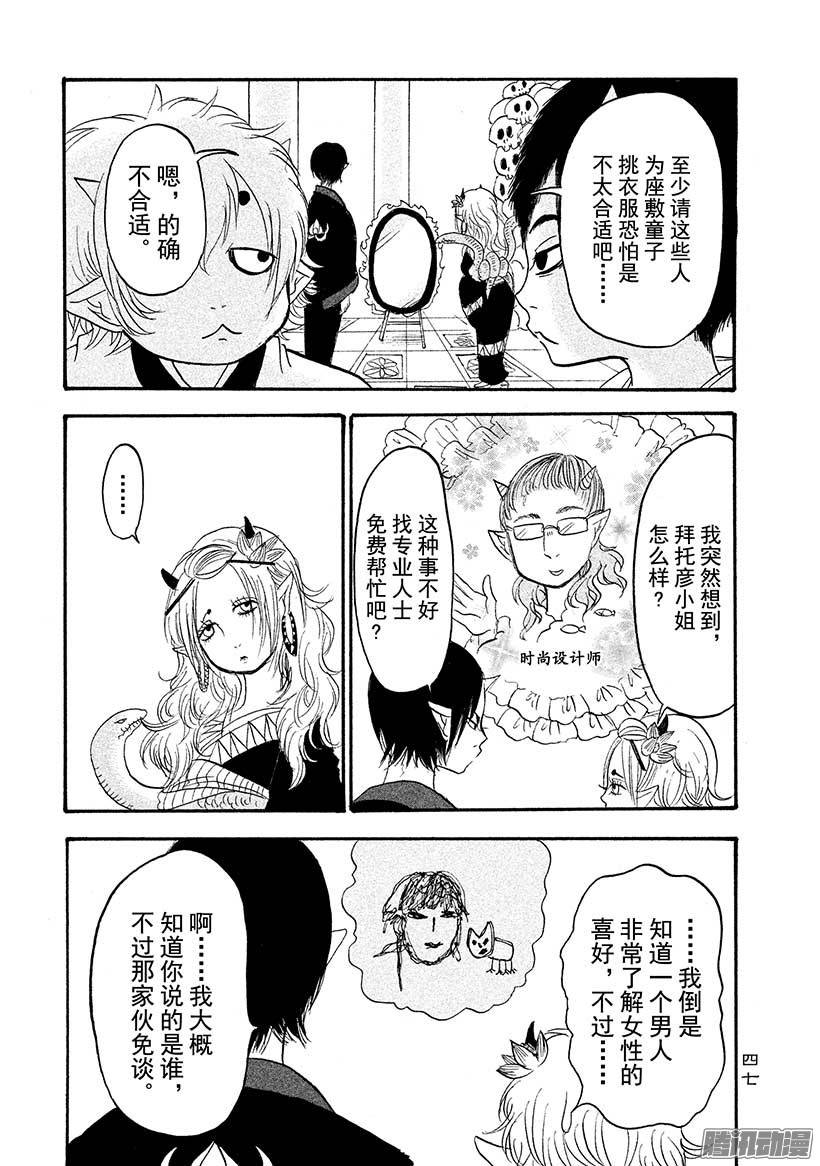 至少请这些人
为座敷童子
挑衣服恐怕是
不太合适吧……
嗯，的确
不合适。
我突然想到，
拜托彦小姐
怎么样？
时尚设计师
这种事不好
找专业人士
免费帮忙吧？
……
……我倒是
知道一个男人
非常了解女性的
喜好，不过……
啊……我大概
知道你说的是谁，
不过那家伙免谈。
四七
腾讯动漫